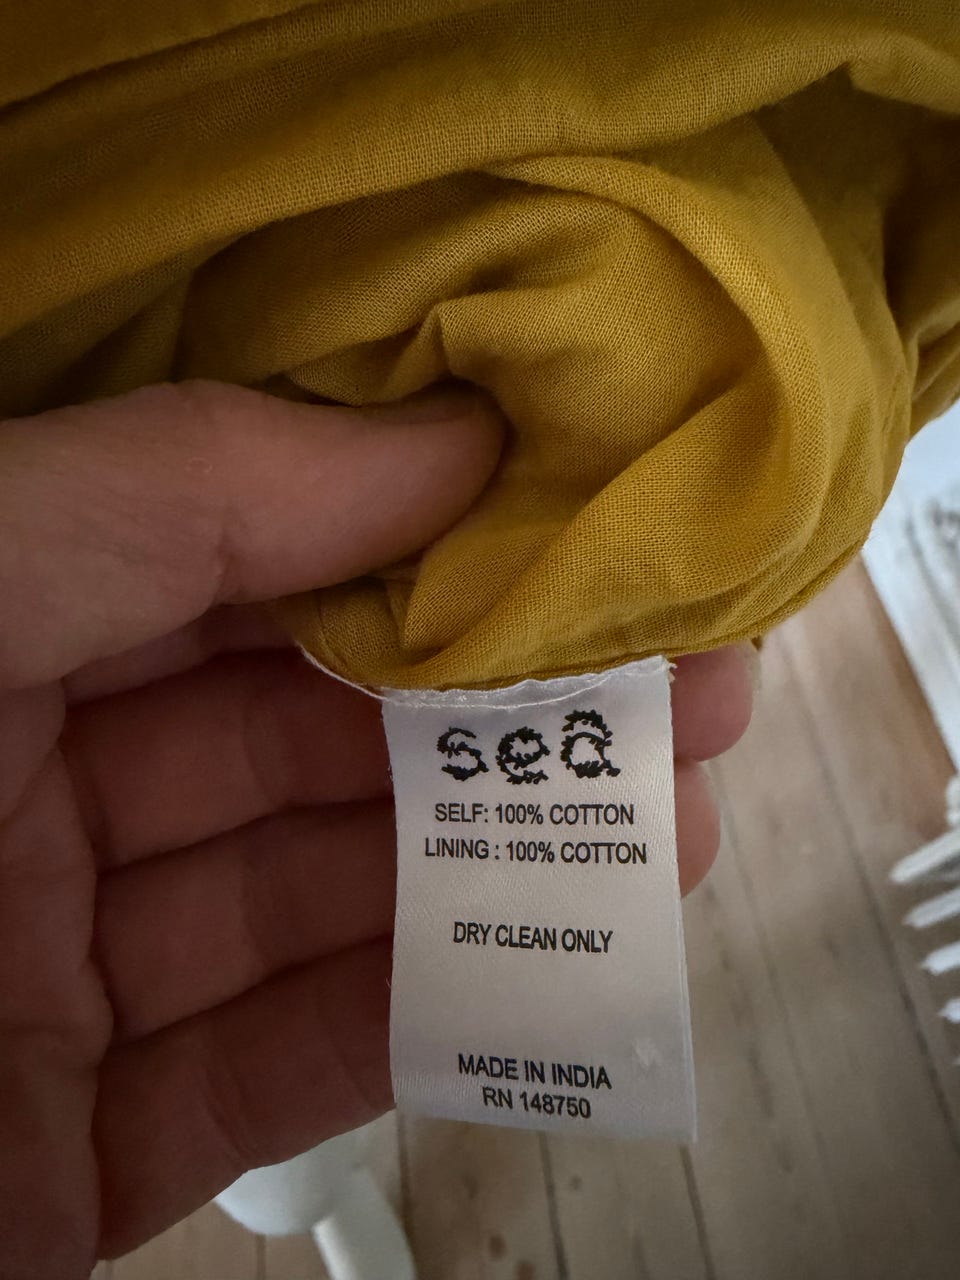 sea
SELF: 100% COTTON
LINING : 100% COTTON
DRY CLEAN ONLY
MADE IN INDIA
RN 148750